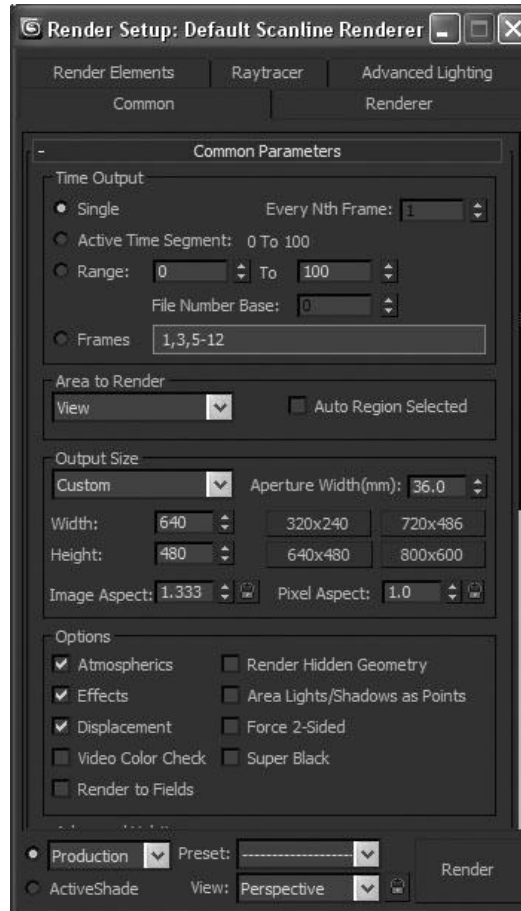 Render Setup: Default Scanline Renderer
Render Elements Raytracer Advanced Lighting
Common Renderer
- Common Parameters
Time Output
Single Every Nth Frame: 1
Active Time Segment: 0 To 100
Range: 0 To 100
File Number Base: 0
Frames 1,3,5-12
Area to Render
View Auto Region Selected
Output Size
Custom Aperture Width(mm): 36.0
Width: 640 320x240 720x486
Height: 480 640x480 800x600
Image Aspect: 1.333 Pixel Aspect: 1.0
Options
Atmospherics Render Hidden Geometry
Effects Area Lights/Shadows as Points
Displacement Force 2-Sided
Video Color Check Super Black
Render to Fields
Production Preset: --------------------
Render
ActiveShade View: Perspective